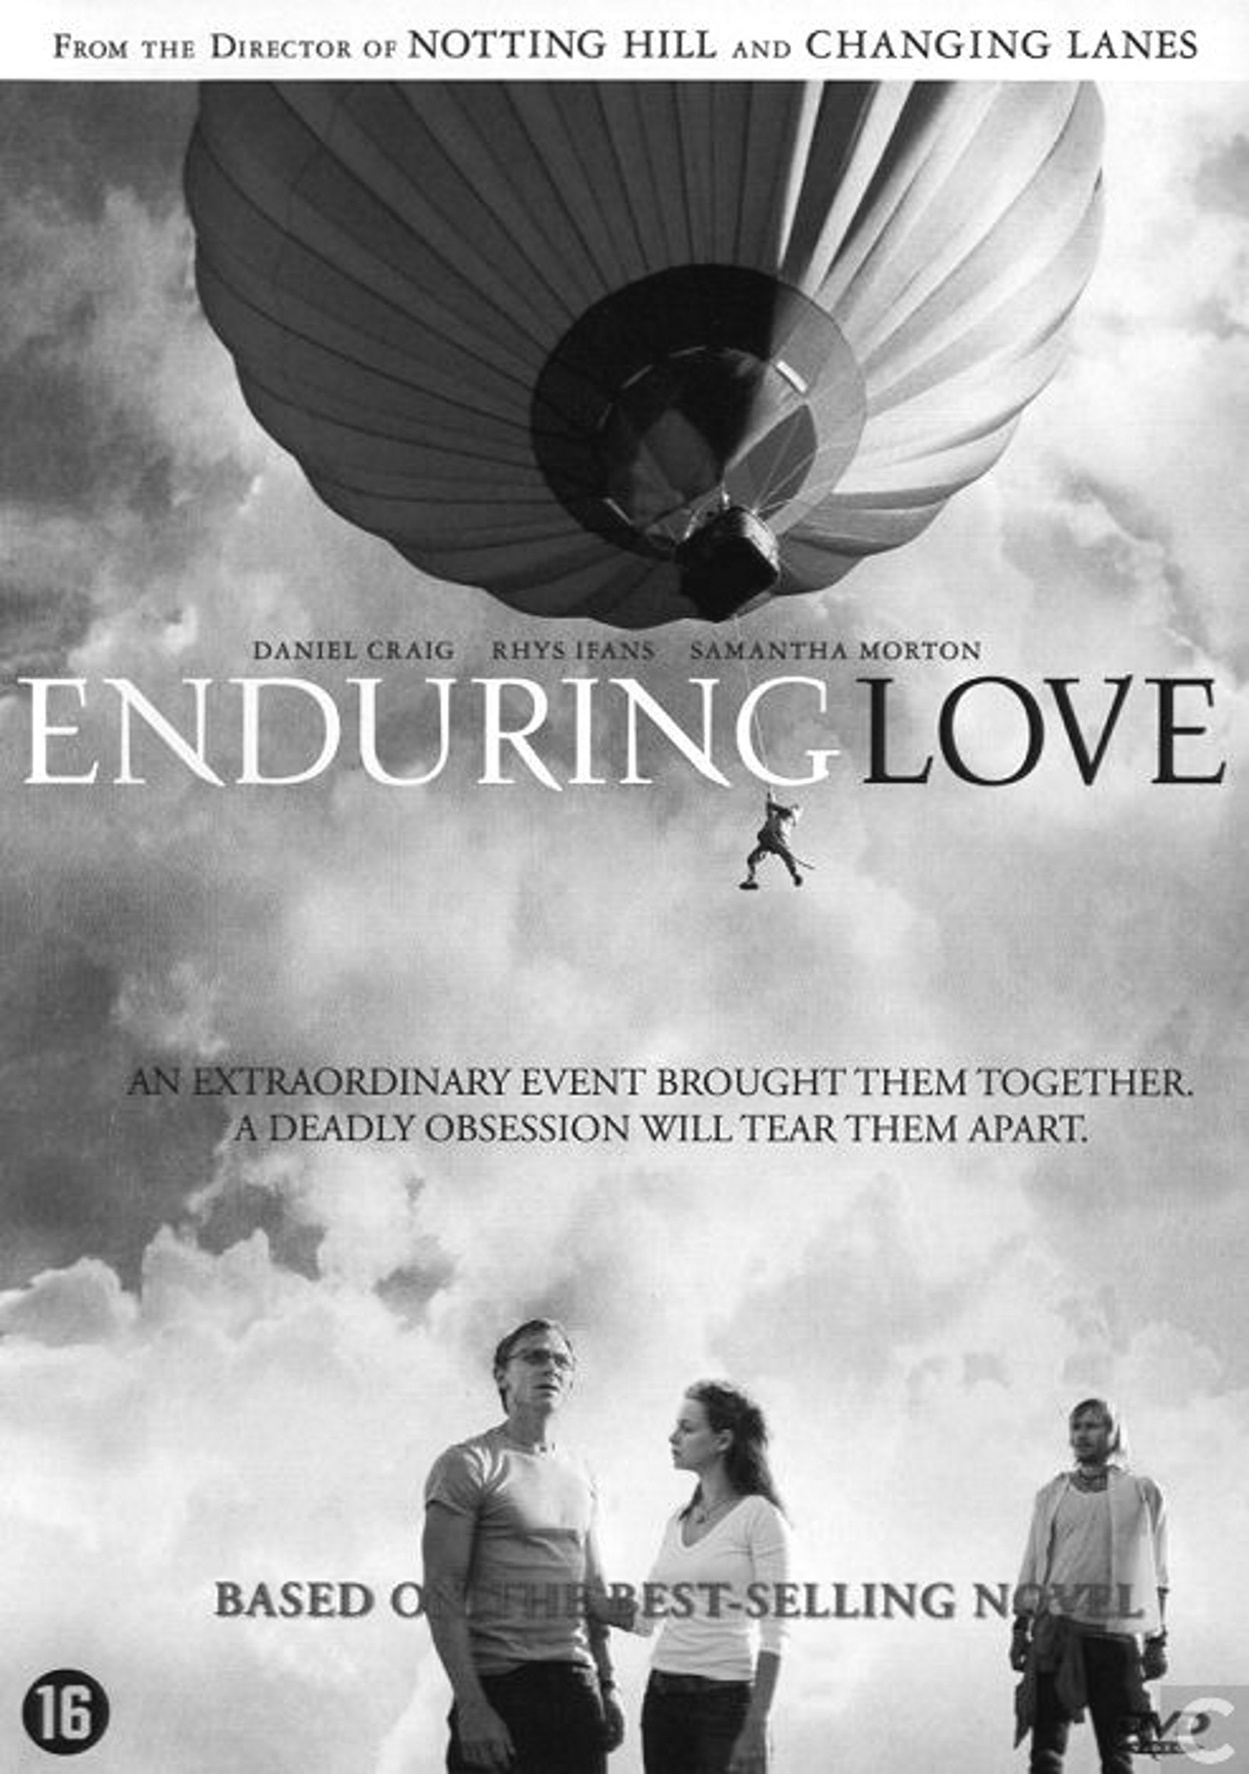 FROM THE DIRECTOR OF NOTTING HILL AND CHANGING LANES
DANIEL CRAIG RHYS IFANS SAMANTHA MORTON
ENDURING LOVE
AN EXTRAORDINARY EVENT BROUGHT THEM TOGETHER.
A DEADLY OBSESSION WILL TEAR THEM APART.
BASED ON THE BEST-SELLING NOVEL
16
DVD
C